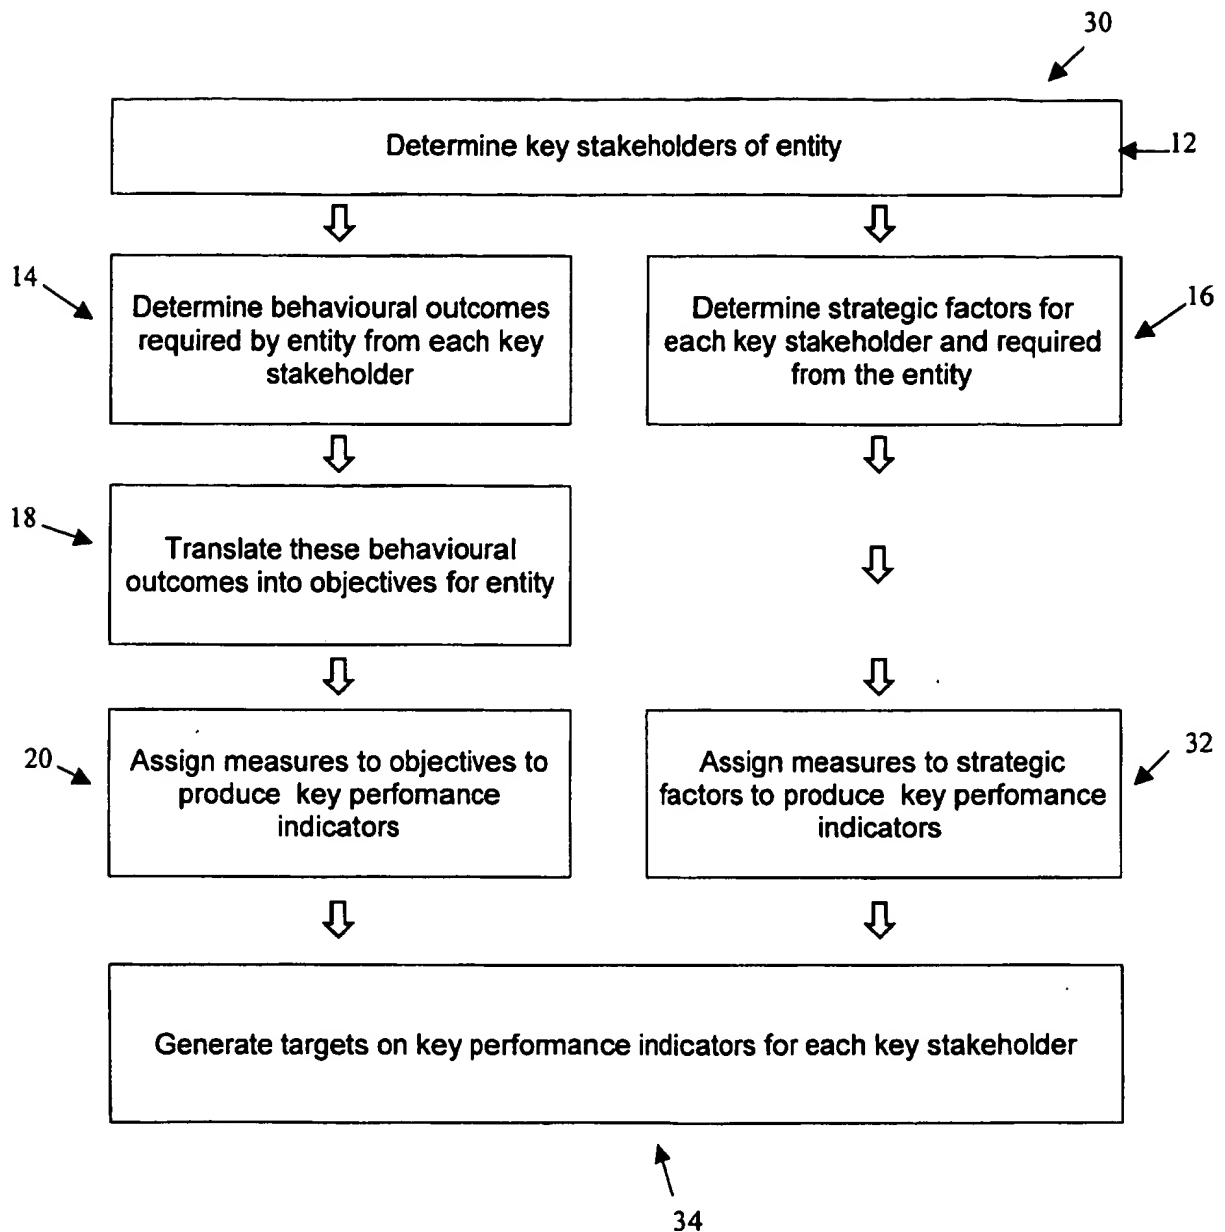 30
Determine key stakeholders of entity
12
14
Determine behavioural outcomes
required by entity from each key
stakeholder
Determine strategic factors for
each key stakeholder and required
from the entity
16
18
Translate these behavioural
outcomes into objectives for entity
20
Assign measures to objectives to
produce key perfomance
indicators
Assign measures to strategic
factors to produce key perfomance
indicators
32
Generate targets on key performance indicators for each key stakeholder
34